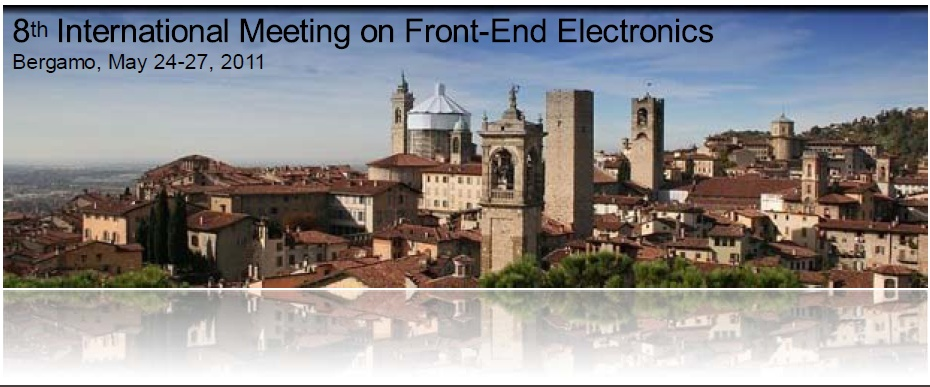 8th International Meeting on Front-End Electronics
Bergamo, May 24-27, 2011